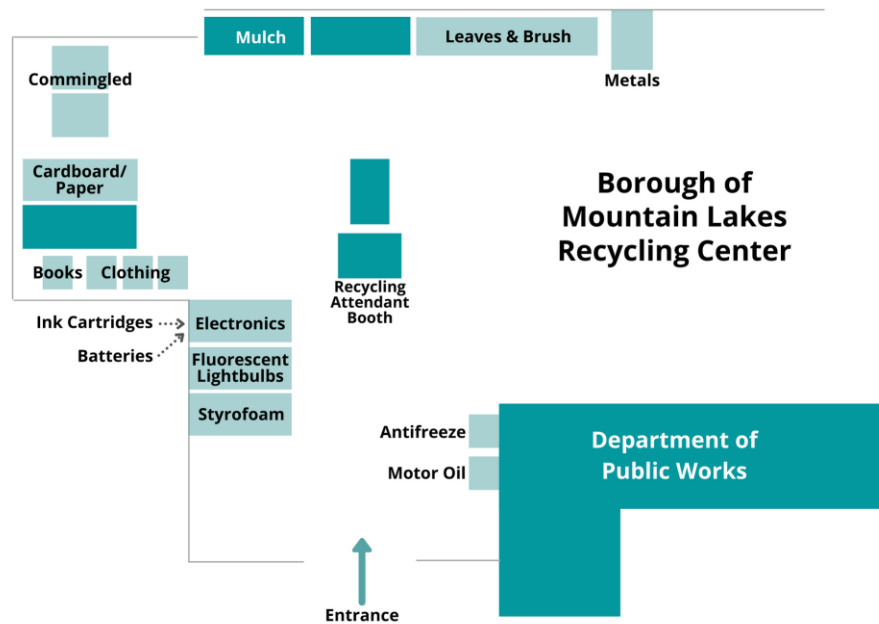 Mulch
Leaves & Brush
Metals
Commingled
Cardboard/
Paper
Books
Clothing
Borough of
Mountain Lakes
Recycling Center
Recycling
Attendant
Booth
Ink Cartridges
Batteries
Electronics
Fluorescent
Lightbulbs
Styrofoam
Antifreeze
Motor Oil
Department of
Public Works
Entrance